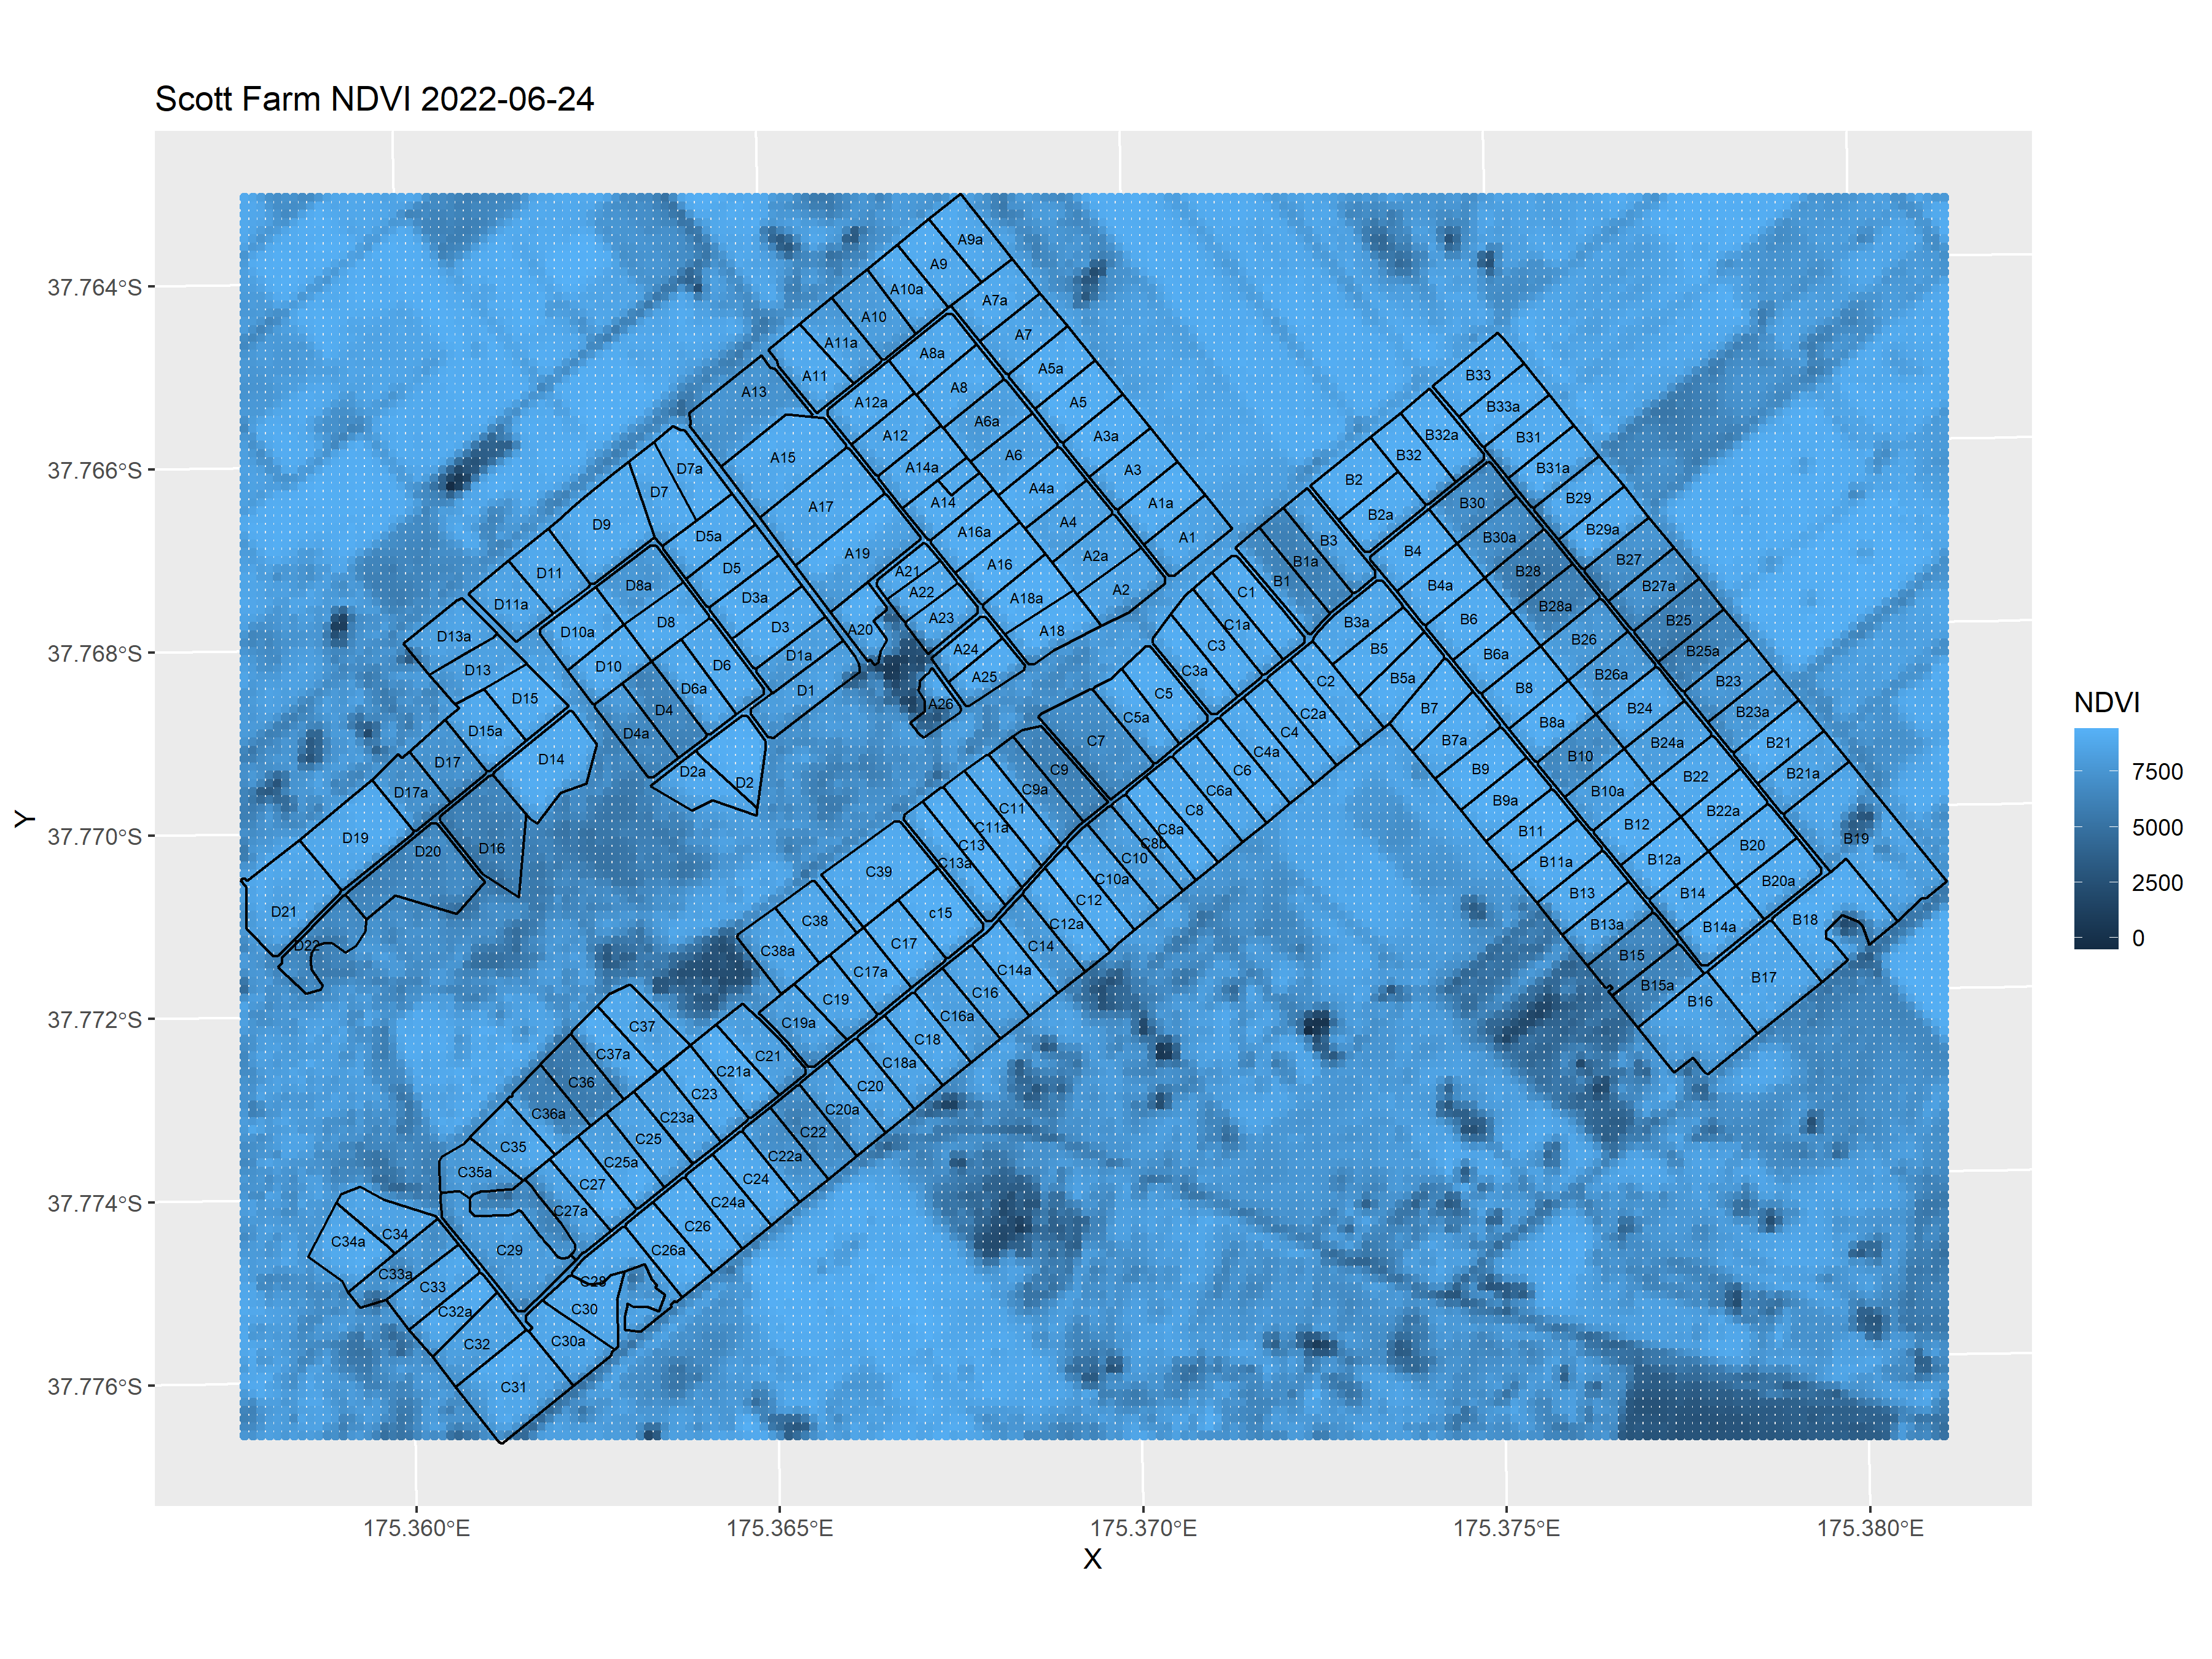 Scott Farm NDVI 2022-06-24
37.764°S
37.766°S
37.768°S
37.770°S
37.772°S
37.774°S
37.776°S
Y
A9a
A9
A10a
A7a
A10
A7
A11a
A8a
A5a
A11
B33
A13
A8
A12a
A5
B33a
A6a
A12
A3a
B32a
B31
A15
A6
B32
D7a
A14a
A3
B31a
B2
D7
A4a
A14
A1a
B30
B29
A17
B2a
D9
A4
A16a
B29a
D5a
A1
B3
B30a
A19
B4
A2a
B27
B1a
A16
D5
A21
B28
D11
B1
D8a
B4a
B27a
A2
A22
C1
D3a
A18a
D11a
B28a
A23
B6
B25
B3a
D8
C1a
D3
A20
A18
D10a
D13a
B26
C3
B5
A24
B25a
D1a
B6a
D6
D10
D13
C3a
B26a
A25
B5a
C2
B23
B8
D6a
D1
C5
D15
A26
B24
B7
D4
B23a
C2a
C5a
B8a
D15a
D4a
C4
B7a
C7
B24a
B21
C4a
B10
D14
D17
B9
C9
C6
D2a
B22
B21a
D2
C9a
C6a
B10a
D17a
B9a
C11
C8
B22a
B12
C11a
C8a
B11
D19
B19
C13
C8b
B20
D16
D20
C10
B12a
B11a
C13a
C39
C10a
B20a
B13
B14
C12
D21
c15
C38
B18
C12a
B13a
B14a
D22
C17
C14
C38a
B15
C17a
C14a
B17
B15a
C16
C19
B16
C16a
C19a
C37
C18
C37a
C21
C18a
C21a
C36
C20
C23
C20a
C36a
C23a
C22
C25
C35
C22a
C25a
C35a
C24
C27
C24a
C27a
C26
C34
C34a
C29
C26a
C33a
C28
C33
C30
C32a
C30a
C32
C31
NDVI
7500
5000
2500
0
175.360°E
175.365°E
175.370°E
175.375°E
175.380°E
X